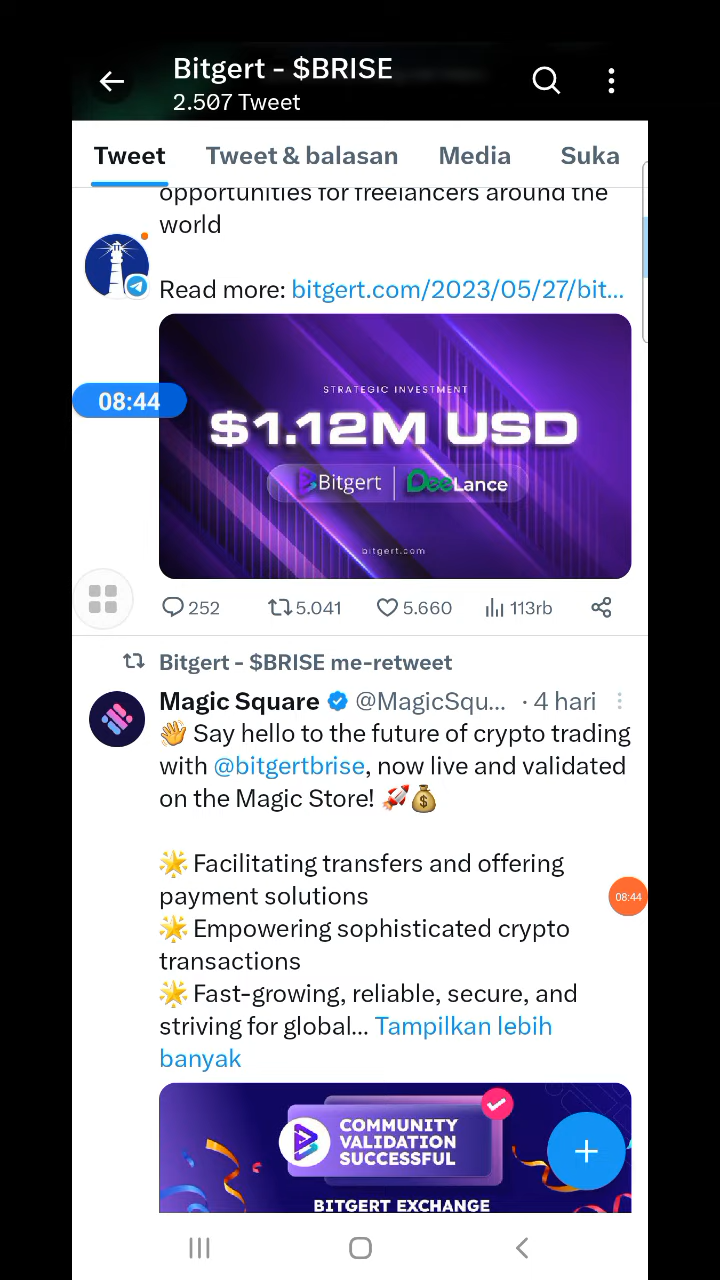 Bitgert - $BRISE
2.507 Tweet
Tweet Tweet & balasan Media Suka
opportunities for freelancers around the
world
Read more: bitgert.com/2023/05/27/bit...
08:44
STRATEGIC INVESTMENT
$1.12M USD
Bitgert | DeeLance
bitgert.com
252 5.041 5.660 113rb
Bitgert - $BRISE me-retweet
Magic Square @MagicSqu... · 4 hari
👋 Say hello to the future of crypto trading
with @bitgertbrise, now live and validated
on the Magic Store! 🚀💰
🌟 Facilitating transfers and offering
payment solutions
08:44
🌟 Empowering sophisticated crypto
transactions
🌟 Fast-growing, reliable, secure, and
striving for global... Tampilkan lebih
banyak
COMMUNITY
VALIDATION
SUCCESSFUL
BITGERT EXCHANGE